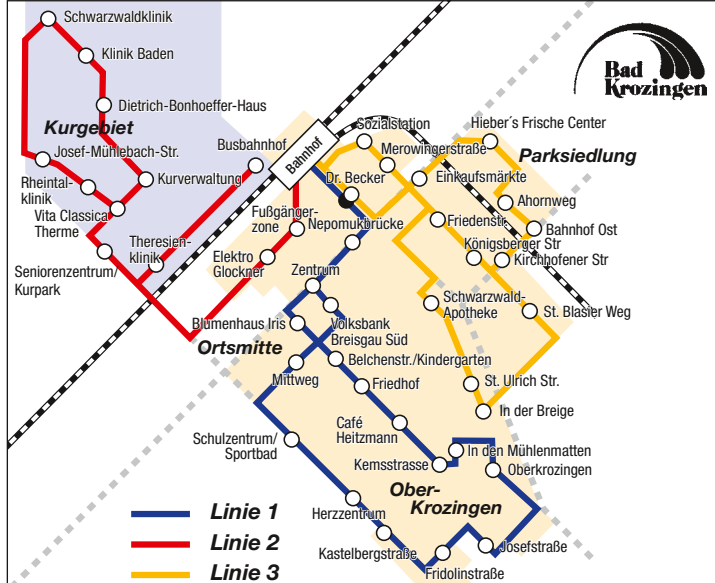 Schwarzwaldklinik
Klinik Baden
Dietrich-Bonhoeffer-Haus
Kurgebiet
Busbahnhof
Josef-Mühlebach-Str.
Rheintal-
klinik
Kurverwaltung
Vita Classica
Therme
Theresien-
klinik
Seniorenzentrum/
Kurpark
Bahnhof
Sozialstation
Merowingerstraße
Dr. Becker
Einkaufsmärkte
Hieber´s Frische Center
Parksiedlung
Bad
Krozingen
Ahornweg
Bahnhof Ost
Fußgänger-
zone
Nepomukbrücke
Friedenstr.
Königsberger Str
Kirchhofener Str
Elektro
Glockner
Zentrum
Schwarzwald-
Apotheke
St. Blasier Weg
Blumenhaus Iris
Volksbank
Breisgau Süd
Ortsmitte
Belchenstr./Kindergarten
Mittweg
Friedhof
St. Ulrich Str.
In der Breige
Café
Heitzmann
Schulzentrum/
Sportbad
In den Mühlenmatten
Kemsstrasse
Oberkrozingen
Ober-
Krozingen
Herzzentrum
Kastelbergstraße
Josefstraße
Fridolinstraße
Linie 1
Linie 2
Linie 3